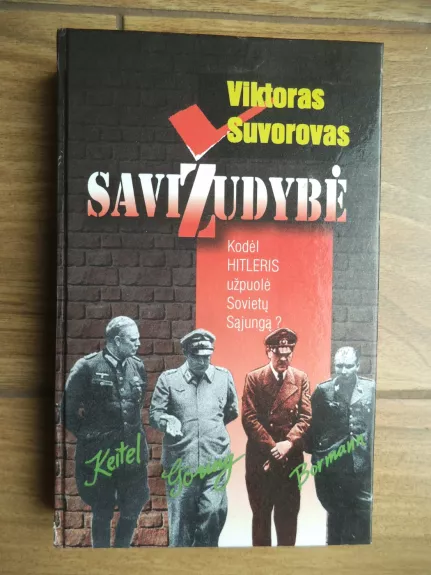 Viktoras
Suvorovas
SAVIŽUDYBĖ
Kodėl
HITLERIS
užpuolė
Sovietų
Sąjungą ?
Keitel
Göring
Bormann